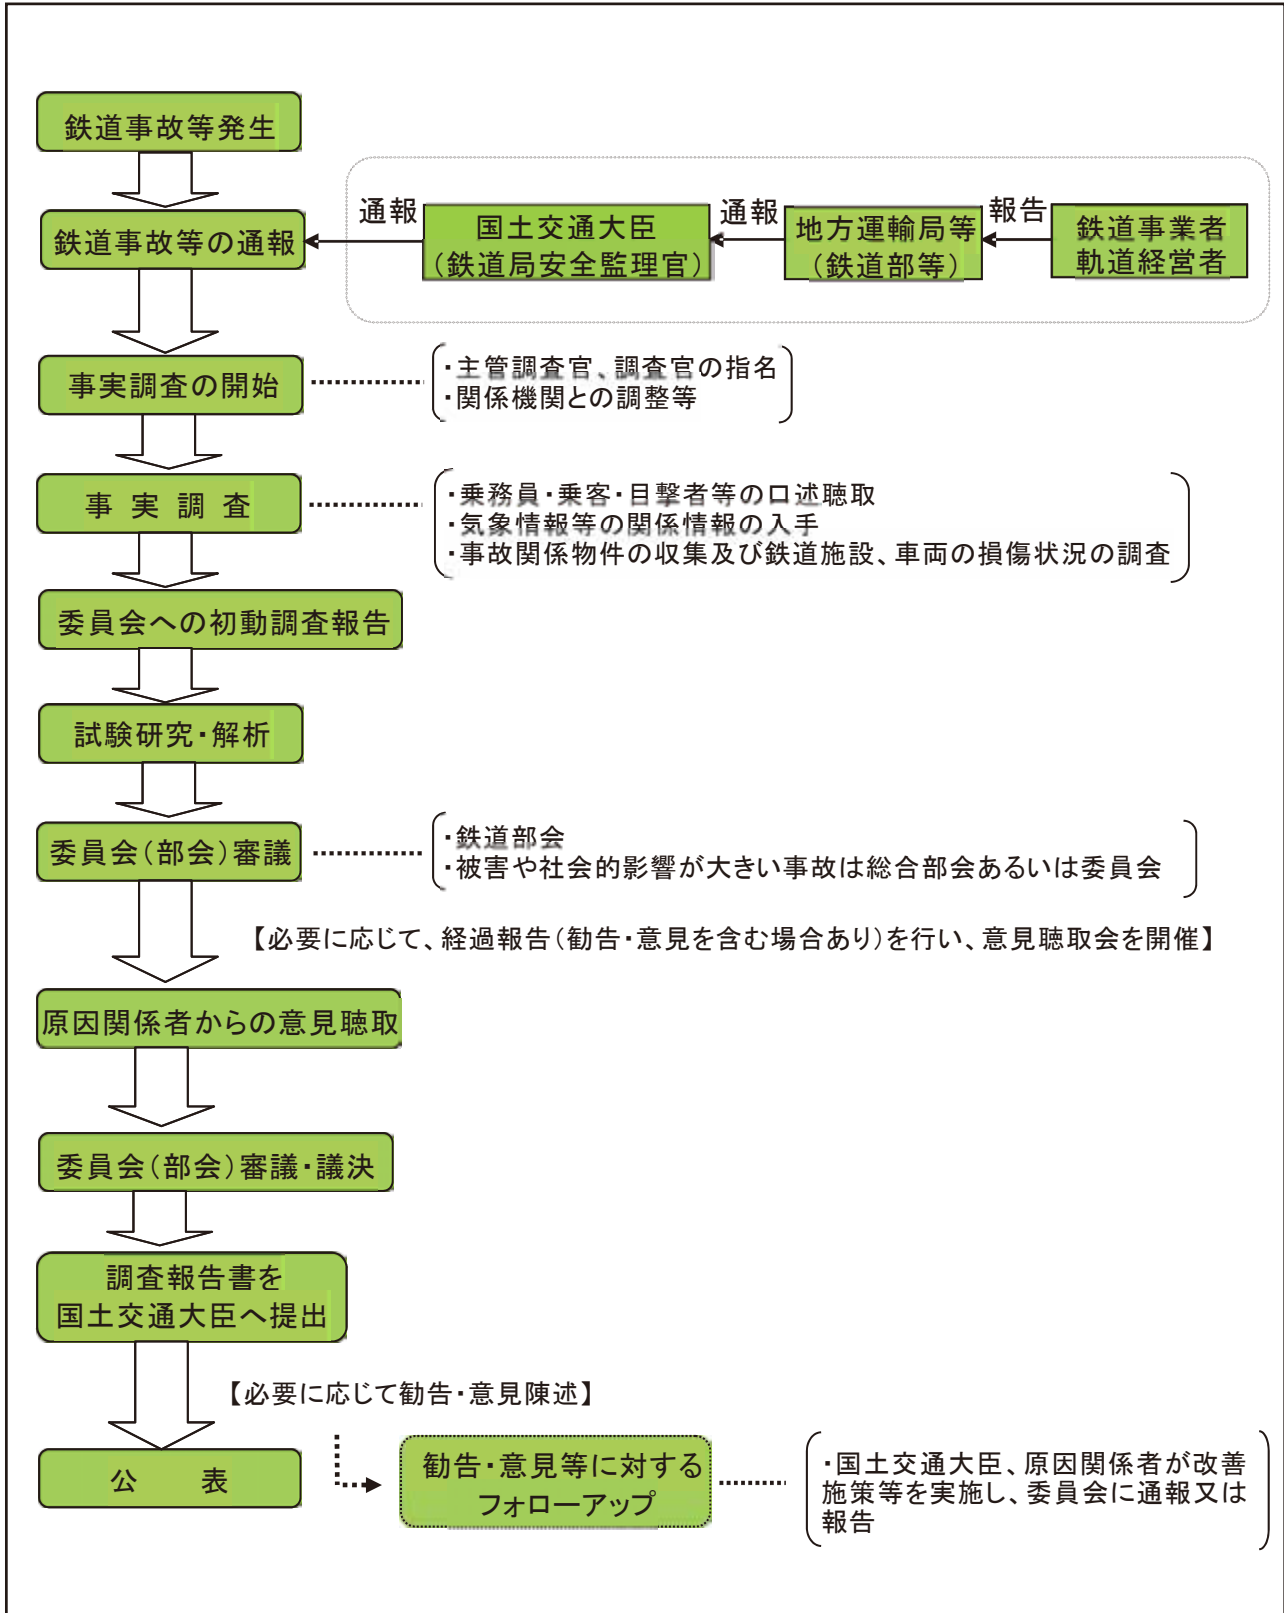 鉄道事故等発生
鉄道事故等の通報
通報
国土交通大臣
(鉄道局安全監理官)
通報
地方運輸局等
(鉄道部等)
報告
鉄道事業者
軌道経営者
事実調査の開始
・主管調査官、調査官の指名
・関係機関との調整等
事 実 調 査
・乗務員・乗客・目撃者等の口述聴取
・気象情報等の関係情報の入手
・事故関係物件の収集及び鉄道施設、車両の損傷状況の調査
委員会への初動調査報告
試験研究・解析
委員会(部会)審議
・鉄道部会
・被害や社会的影響が大きい事故は総合部会あるいは委員会
【必要に応じて、経過報告(勧告・意見を含む場合あり)を行い、意見聴取会を開催】
原因関係者からの意見聴取
委員会(部会)審議・議決
調査報告書を
国土交通大臣へ提出
【必要に応じて勧告・意見陳述】
公 表
勧告・意見等に対する
フォローアップ
・国土交通大臣、原因関係者が改善
施策等を実施し、委員会に通報又は
報告